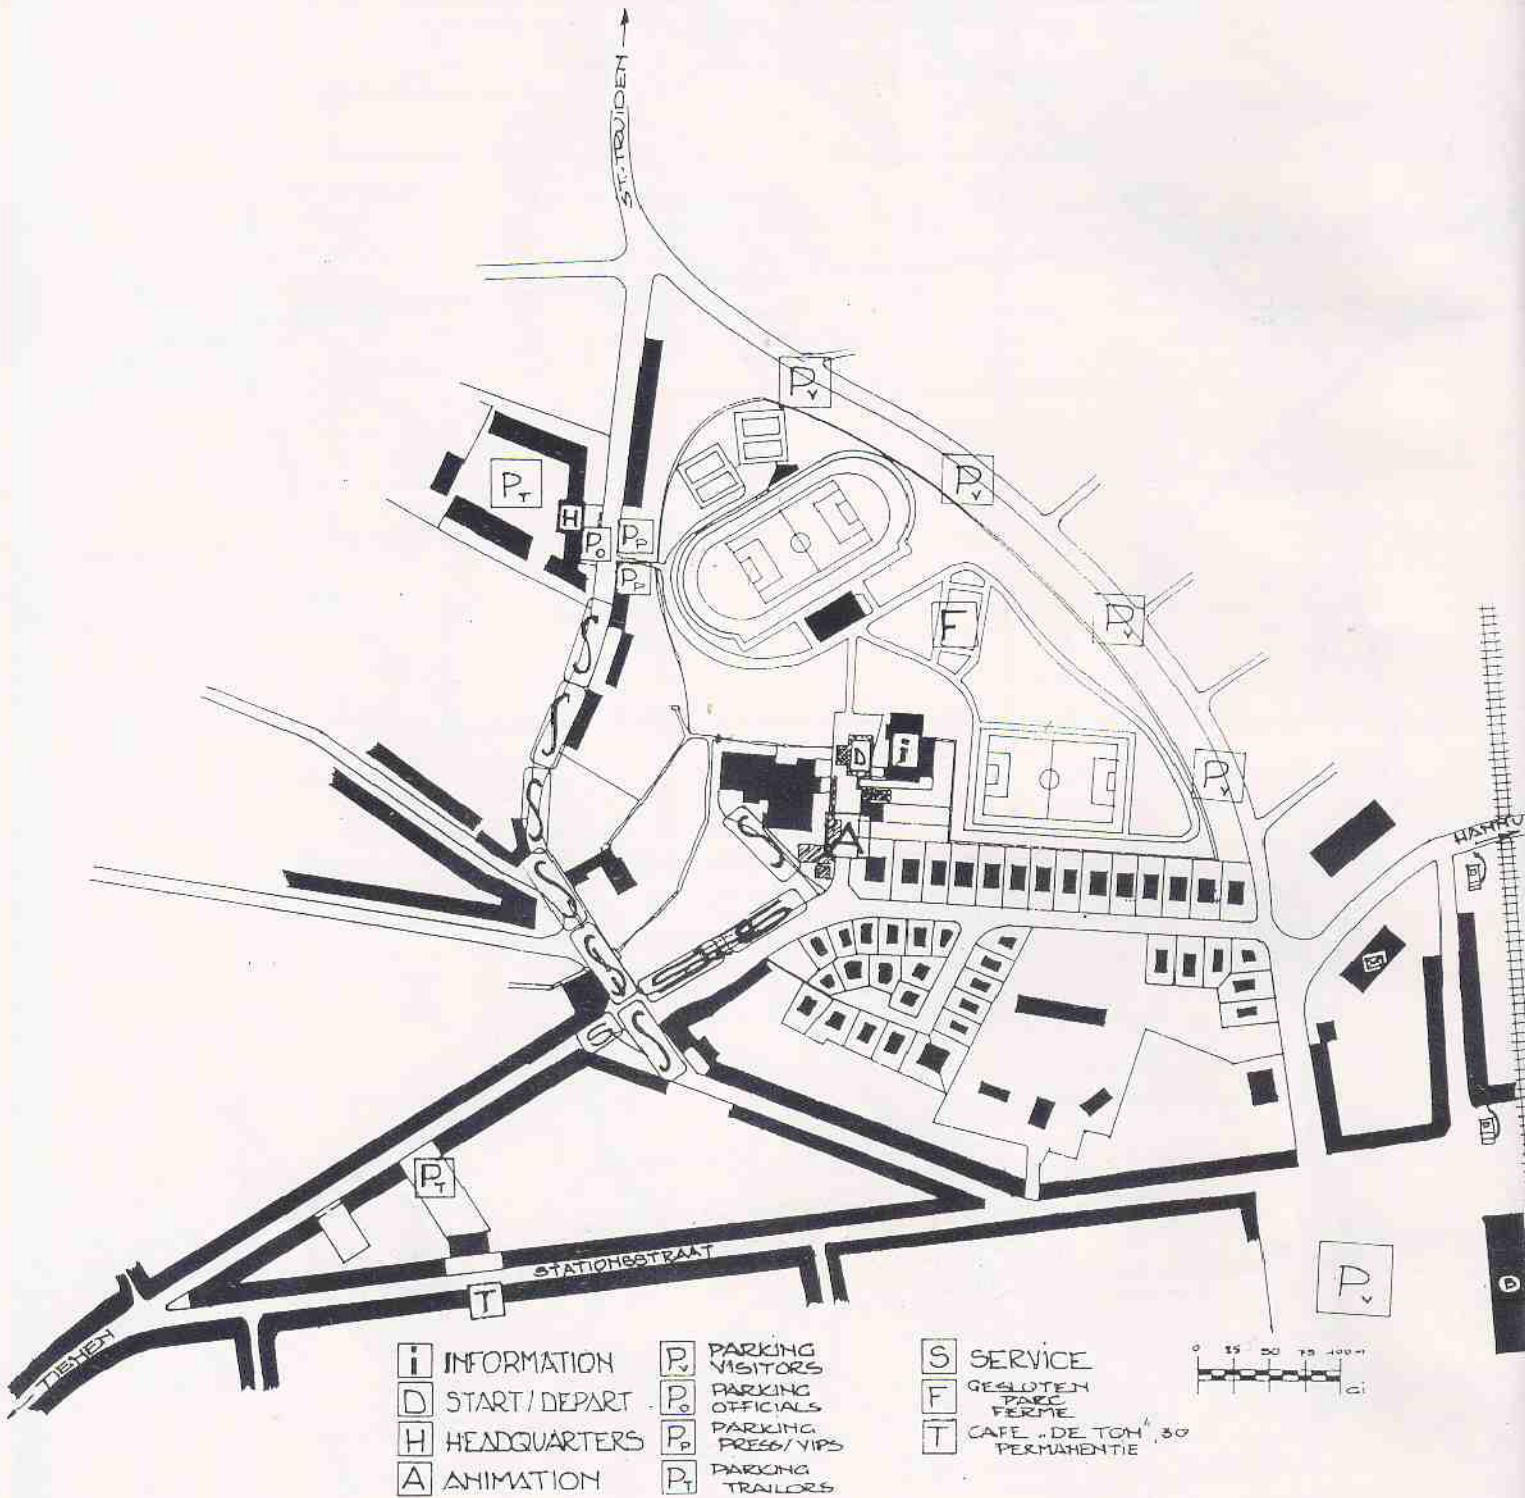 ST.-TRUIDEN
Pv
Pv
PT
H
Po
Pp
Pp
F
Pv
S
S
D
i
Pv
S
A
S
S
S
S
S
S
S
S
S
PT
STATIONSSTRAAT
T
TIENEN
Pv
B
i INFORMATION
D START/DEPART
H HEADQUARTERS
A ANIMATION
Pv PARKING VISITORS
Po PARKING OFFICIALS
Pp PARKING PRESS/VIPS
PT PARKING TRAILORS
S SERVICE
F GESLOTEN PARC FERME
T CAFE "DE TON" 30 PERMANENTIE
0 25 50 75 100m
Gi